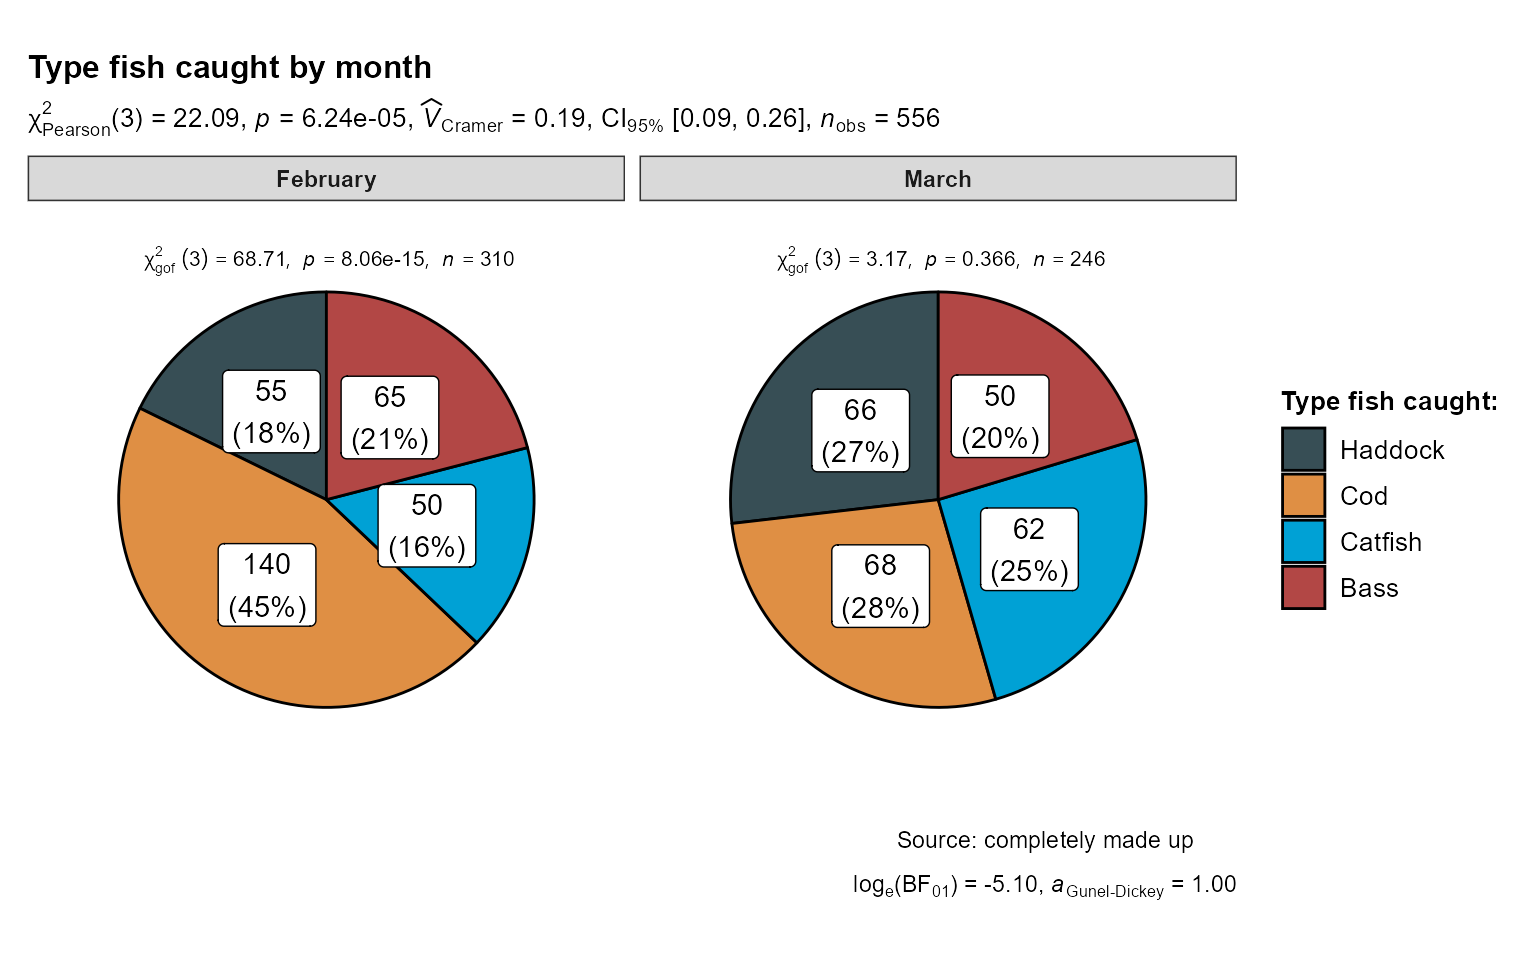 Type fish caught by month
χ²Pearson(3) = 22.09, p = 6.24e-05, V̂Cramer = 0.19, CI95% [0.09, 0.26], nobs = 556
February
March
χ²gof (3) = 68.71, p = 8.06e-15, n = 310
χ²gof (3) = 3.17, p = 0.366, n = 246
55
(18%)
65
(21%)
50
(16%)
140
(45%)
66
(27%)
50
(20%)
62
(25%)
68
(28%)
Type fish caught:
Haddock
Cod
Catfish
Bass
Source: completely made up
loge(BF01) = -5.10, aGunel-Dickey = 1.00